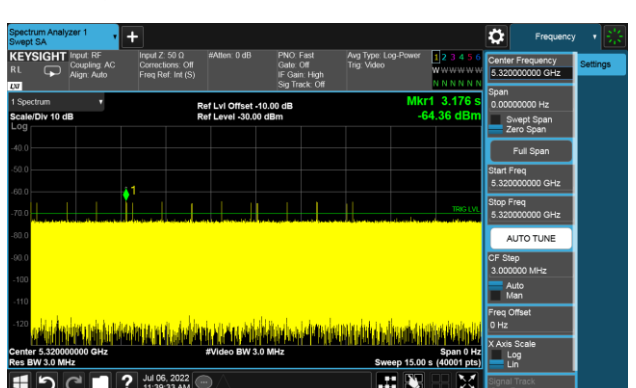 Spectrum Analyzer 1
Swept SA
+
Frequency
KEYSIGHT
Input: RF
Coupling: AC
Align: Auto
Input Z: 50 Ω
Corrections: Off
Freq Ref: Int (S)
#Atten: 0 dB
PNO: Fast
Gate: Off
IF Gain: High
Sig Track: Off
Avg Type: Log-Power
Trig: Video
1 2 3 4 5 6
W W W W W W
N N N N N N
RL
LXI
1 Spectrum
Scale/Div 10 dB
Log
Ref Lvl Offset -10.00 dB
Ref Level -30.00 dBm
Mkr1 3.176 s
-64.36 dBm
-40.0
-50.0
-60.0
-70.0
-80.0
-90.0
-100
-110
-120
1
TRIG LVL
Center 5.320000000 GHz
Res BW 3.0 MHz
#Video BW 3.0 MHz
Span 0 Hz
Sweep 15.00 s (40001 pts)
Center Frequency
5.320000000 GHz
Span
0.00000000 Hz
Swept Span
Zero Span
Full Span
Start Freq
5.320000000 GHz
Stop Freq
5.320000000 GHz
AUTO TUNE
CF Step
3.000000 MHz
Auto
Man
Freq Offset
0 Hz
X Axis Scale
Log
Lin
Signal Track
Settings
?
Jul 06, 2022
11:39:33 AM